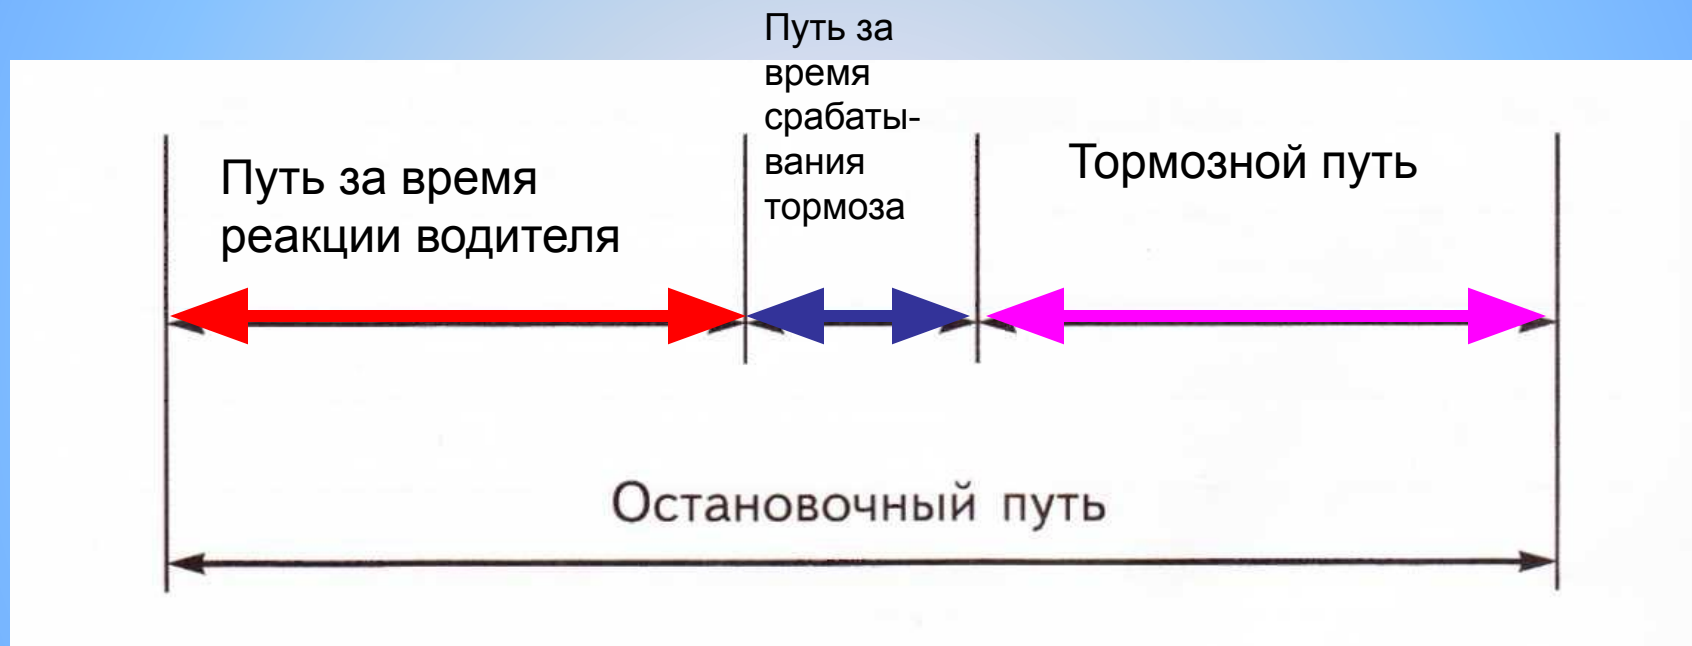 Путь за время
реакции водителя
Путь за
время
срабаты-
вания
тормоза
Тормозной путь
Остановочный путь